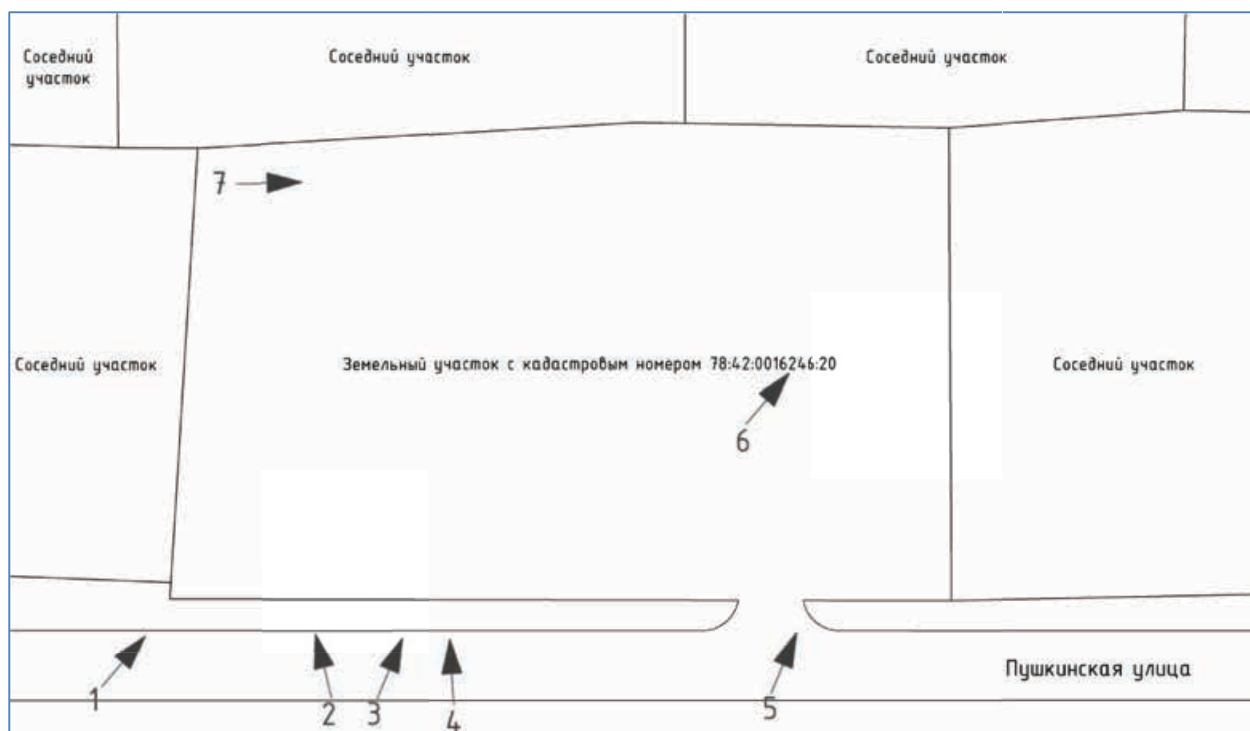 Соседний
участок
Соседний участок
Соседний участок
7
Соседний участок
Земельный участок с кадастровым номером 78:42:0016246:20
Соседний участок
6
Пушкинская улица
1
2
3
4
5